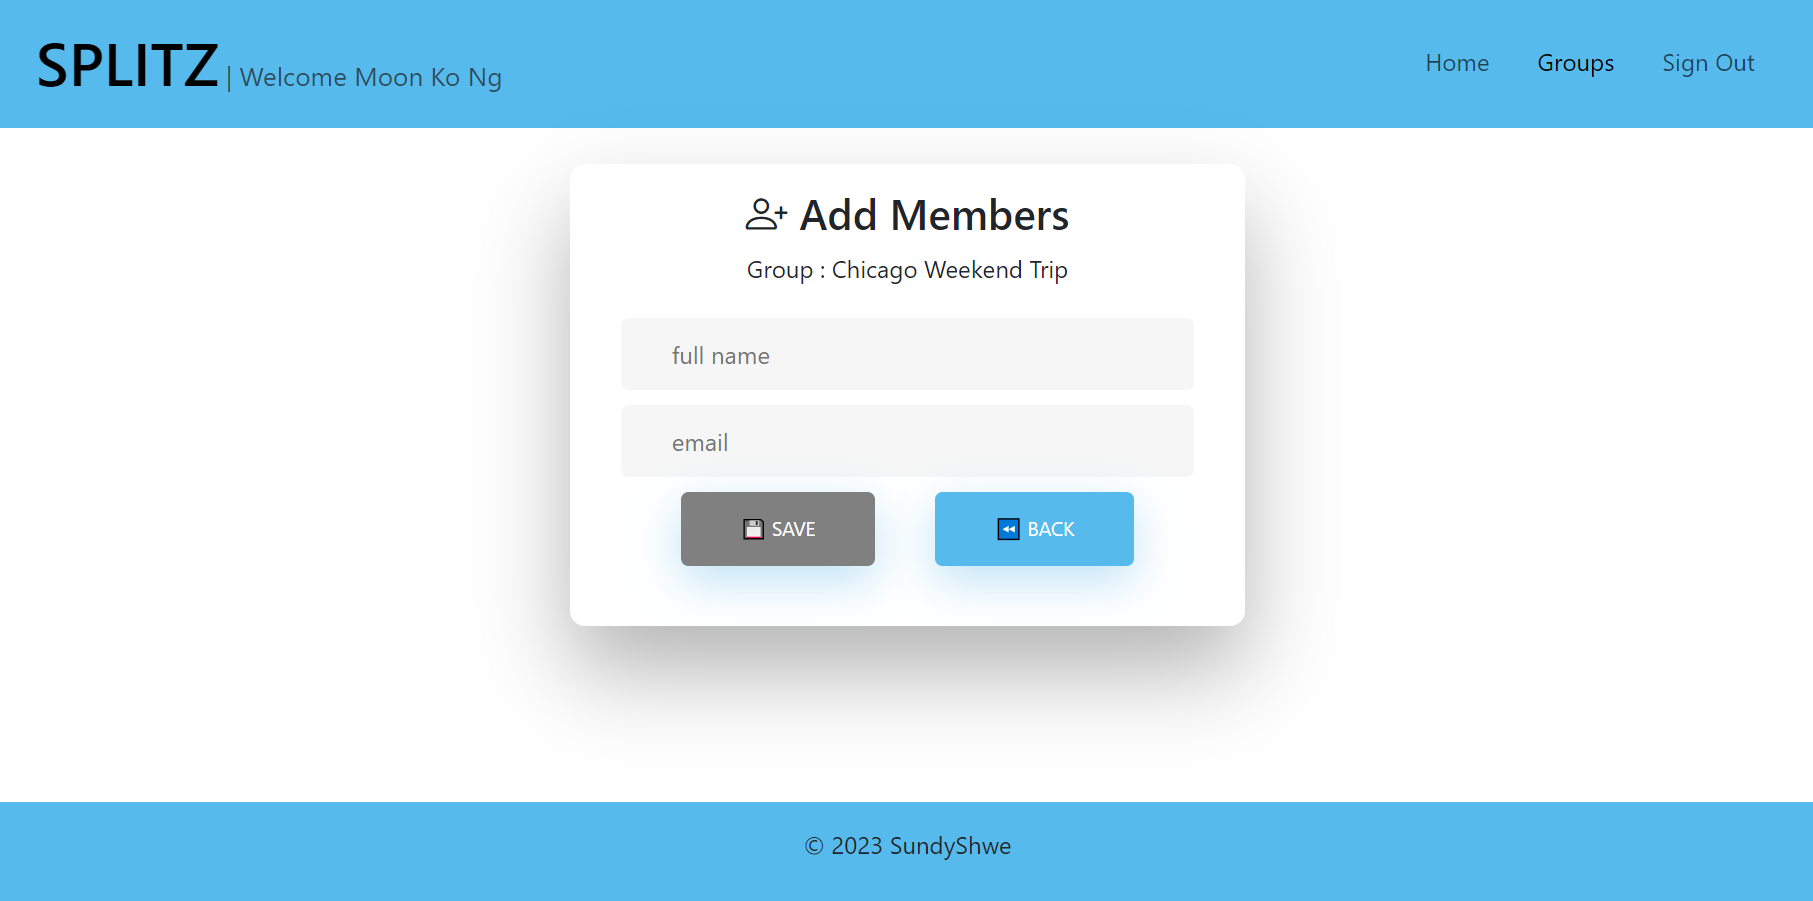 SPLITZ | Welcome Moon Ko Ng
Home Groups Sign Out
Add Members
Group : Chicago Weekend Trip
full name
email
SAVE BACK
© 2023 SundyShwe